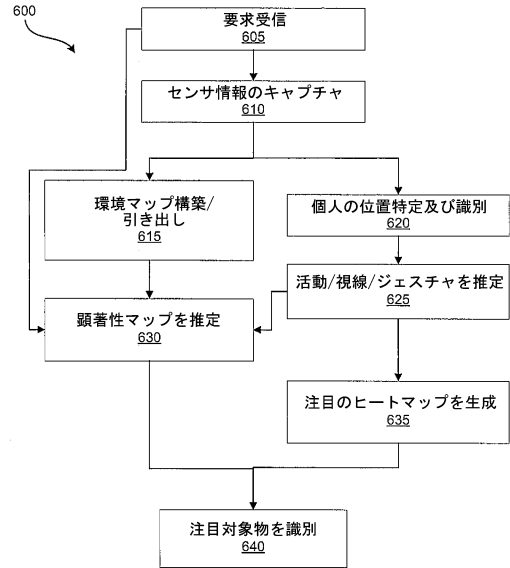 600
要求受信
605
センサ情報のキャプチャ
610
環境マップ構築/
引き出し
615
個人の位置特定及び識別
620
活動/視線/ジェスチャを推定
625
顕著性マップを推定
630
注目のヒートマップを生成
635
注目対象物を識別
640